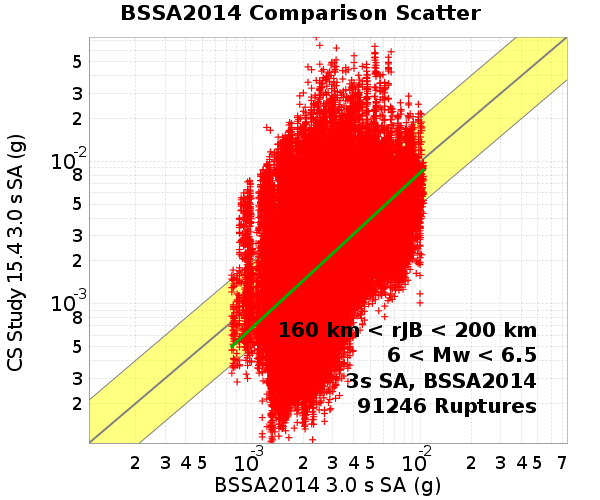 BSSA2014 Comparison Scatter
CS Study 15.4 3.0 s SA (g)
5
3
2
10-2
8
5
3
2
10-3
8
5
3
2
160 km < rJB < 200 km
6 < Mw < 6.5
3s SA, BSSA2014
91246 Ruptures
2 3 4 5 10-3 2 3 4 5 10-2 2 3 4 5 7
BSSA2014 3.0 s SA (g)